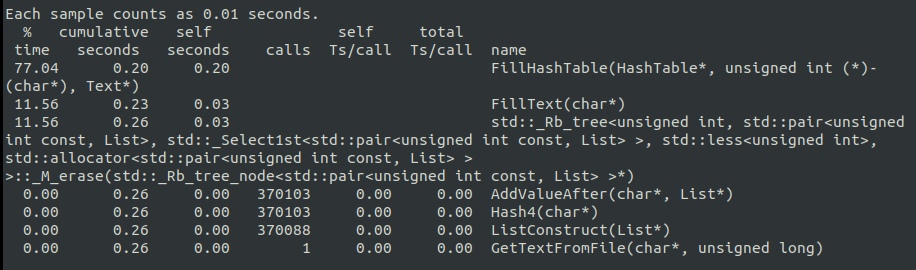 Each sample counts as 0.01 seconds.
  %   cumulative   self              self     total
 time   seconds   seconds    calls  Ts/call  Ts/call  name
 77.04      0.20     0.20                             FillHashTable(HashTable*, unsigned int (*)-
(char*), Text*)
 11.56      0.23     0.03                             FillText(char*)
 11.56      0.26     0.03                             std::_Rb_tree<unsigned int, std::pair<unsigned
int const, List>, std::_Select1st<std::pair<unsigned int const, List> >, std::less<unsigned int>,
std::allocator<std::pair<unsigned int const, List> >
>::_M_erase(std::_Rb_tree_node<std::pair<unsigned int const, List> >*)
  0.00      0.26     0.00   370103     0.00     0.00  AddValueAfter(char*, List*)
  0.00      0.26     0.00   370103     0.00     0.00  Hash4(char*)
  0.00      0.26     0.00   370088     0.00     0.00  ListConstruct(List*)
  0.00      0.26     0.00        1     0.00     0.00  GetTextFromFile(char*, unsigned long)